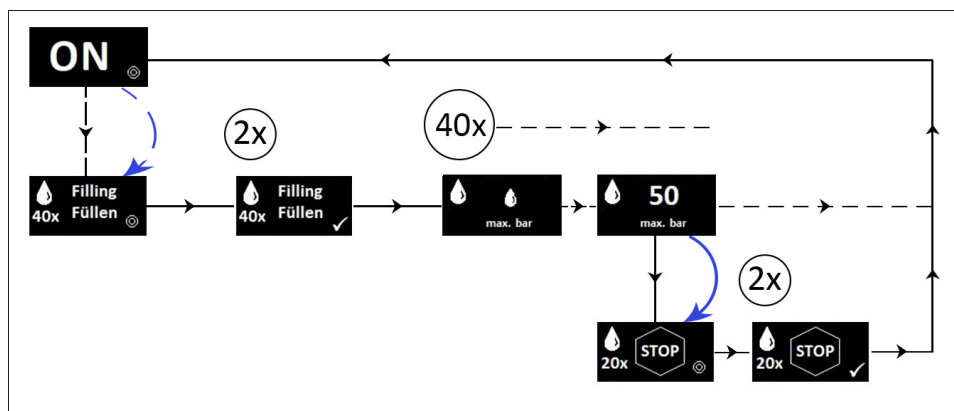 ON
2x
40x
Filling
Füllen
40x
Filling
Füllen
40x
max. bar
50
max. bar
2x
STOP
20x
STOP
20x